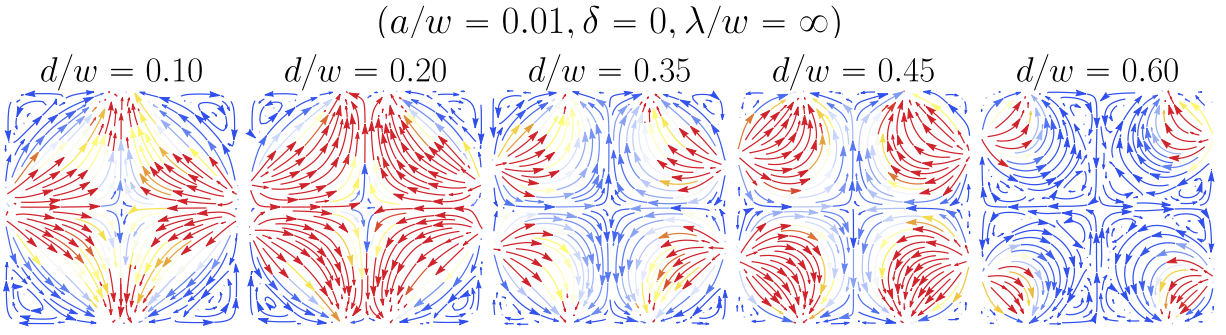 (a/w = 0.01, δ = 0, λ/w = ∞)
d/w = 0.10 d/w = 0.20 d/w = 0.35 d/w = 0.45 d/w = 0.60